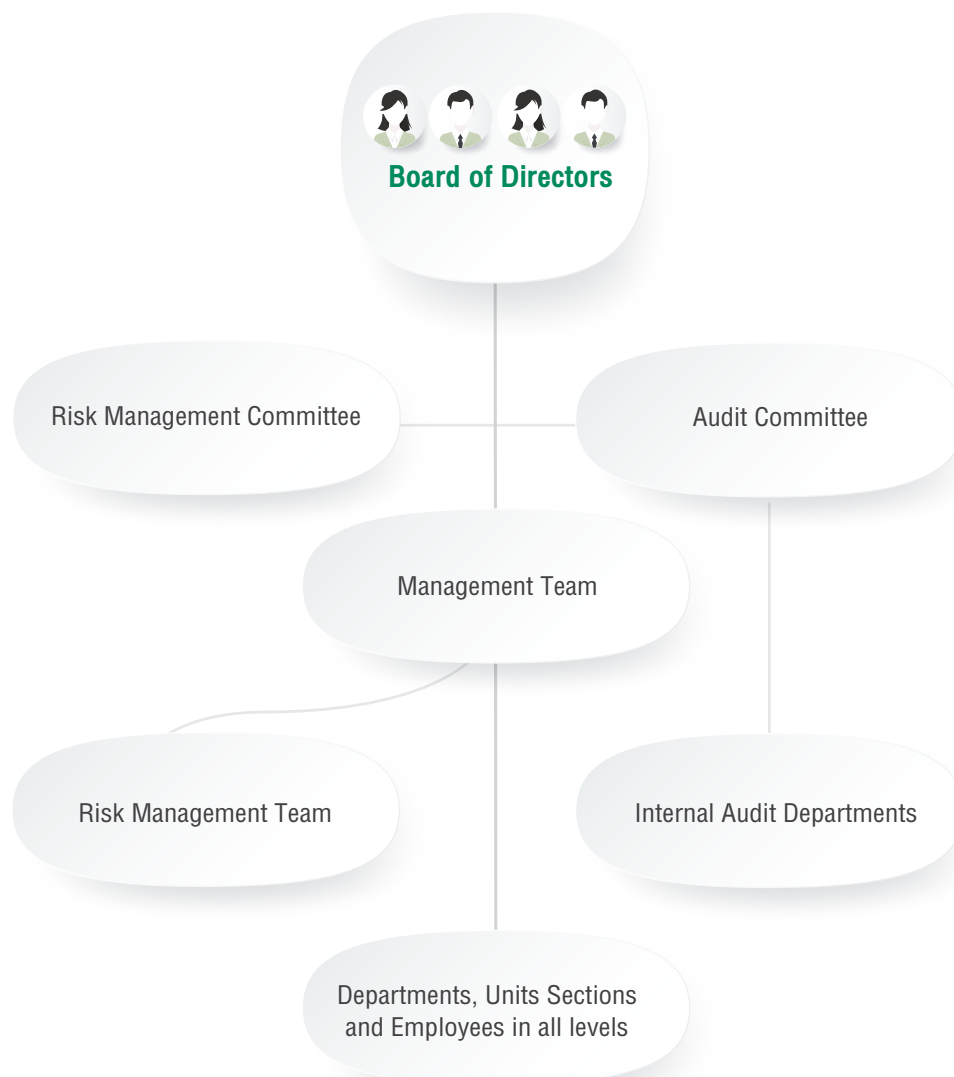 Board of Directors
Risk Management Committee
Audit Committee
Management Team
Risk Management Team
Internal Audit Departments
Departments, Units Sections
and Employees in all levels